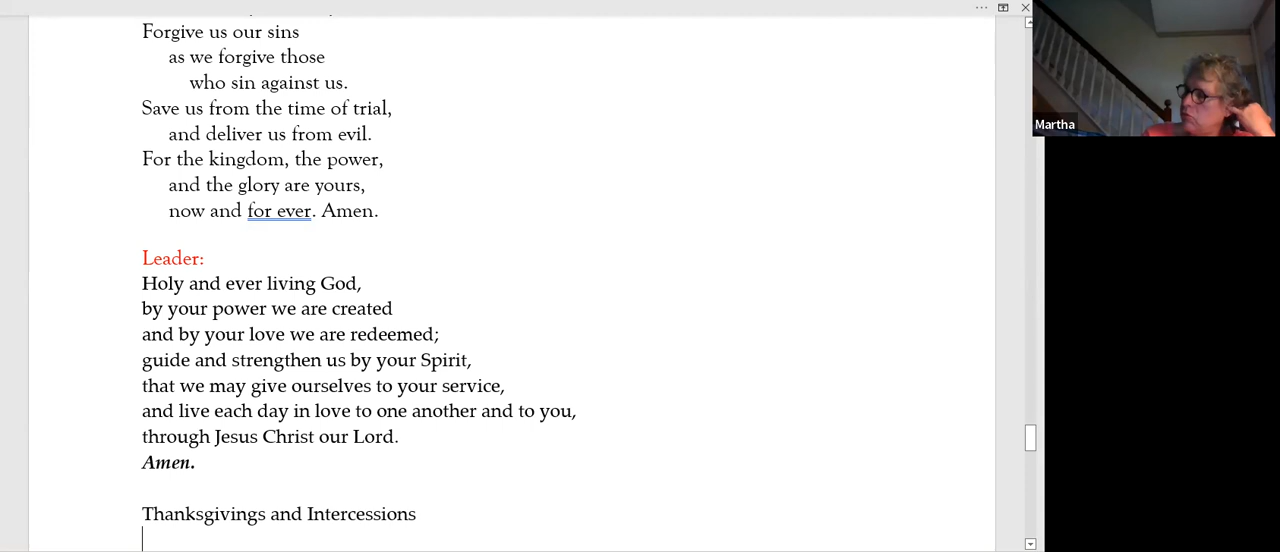 Forgive us our sins
as we forgive those
who sin against us.
Save us from the time of trial,
and deliver us from evil.
For the kingdom, the power,
and the glory are yours,
now and for ever. Amen.
Leader:
Holy and ever living God,
by your power we are created
and by your love we are redeemed;
guide and strengthen us by your Spirit,
that we may give ourselves to your service,
and live each day in love to one another and to you,
through Jesus Christ our Lord.
Amen.
Thanksgivings and Intercessions
Martha